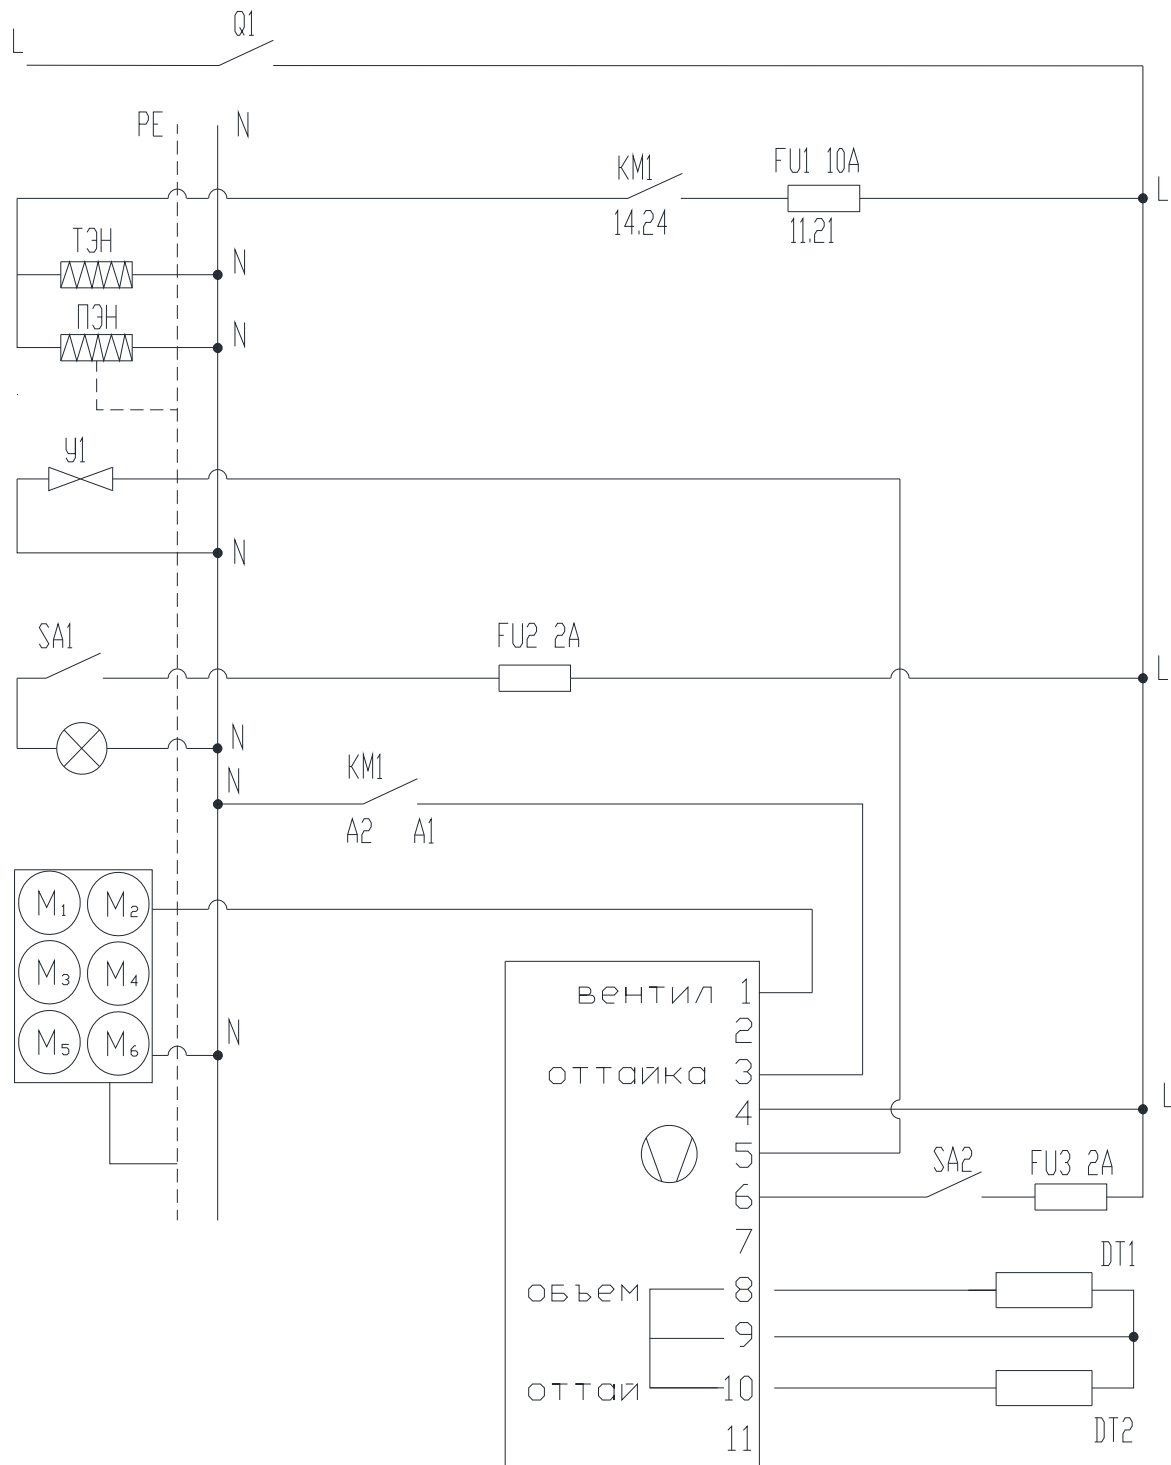 Q1
L
PE N
KM1 FU1 10A
L
14.24 11.21
ТЭН N
ПЭН N
У1
N
SA1 FU2 2A
L
N
N KM1
A2 A1
M1 M2
M3 M4
вентил 1
2
M5 M6 N
оттайка 3
L
4
5 SA2 FU3 2A
6
7 DT1
объем 8
9
оттай 10
DT2
11